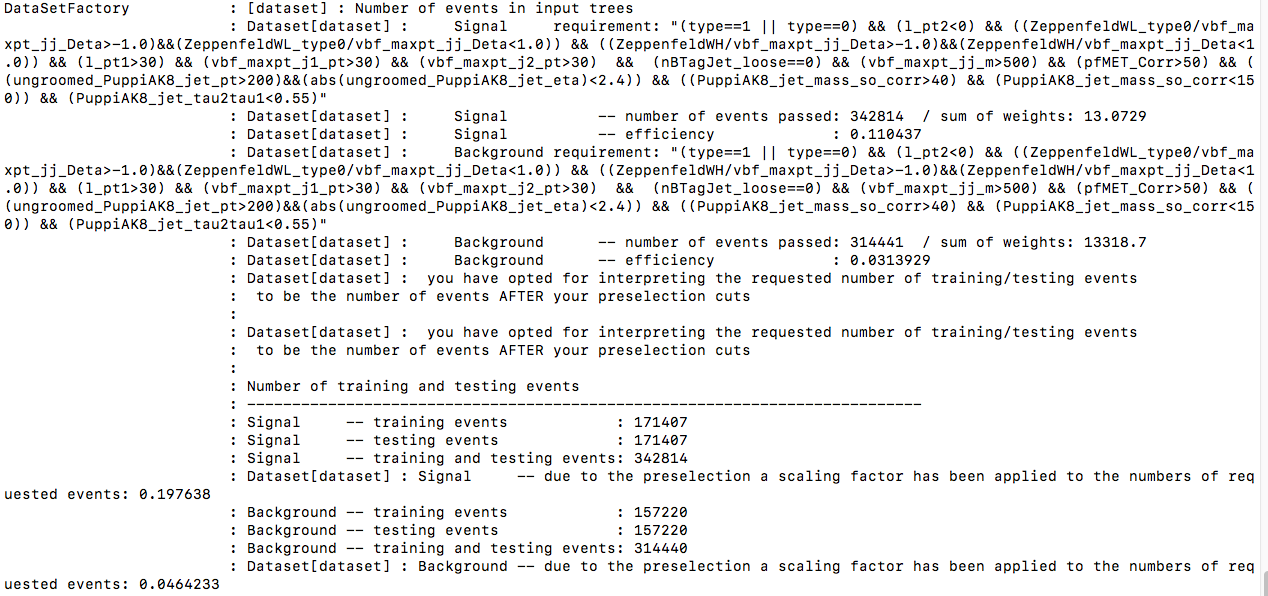 DataSetFactory           : [dataset] : Number of events in input trees
                         : Dataset[dataset] :     Signal     requirement: "(type==1 || type==0) && (l_pt2<0) && ((ZeppenfeldWL_type0/vbf_ma
xpt_jj_Deta>-1.0)&&(ZeppenfeldWL_type0/vbf_maxpt_jj_Deta<1.0)) && ((ZeppenfeldWH/vbf_maxpt_jj_Deta>-1.0)&&(ZeppenfeldWH/vbf_maxpt_jj_Deta<1
.0)) && (l_pt1>30) && (vbf_maxpt_j1_pt>30) && (vbf_maxpt_j2_pt>30)  &&  (nBTagJet_loose==0) && (vbf_maxpt_jj_m>500) && (pfMET_Corr>50) && (
(ungroomed_PuppiAK8_jet_pt>200)&&(abs(ungroomed_PuppiAK8_jet_eta)<2.4)) && ((PuppiAK8_jet_mass_so_corr>40) && (PuppiAK8_jet_mass_so_corr<15
0)) && (PuppiAK8_jet_tau2tau1<0.55)"
                         : Dataset[dataset] :     Signal          -- number of events passed: 342814  / sum of weights: 13.0729
                         : Dataset[dataset] :     Signal          -- efficiency             : 0.110437
                         : Dataset[dataset] :     Background requirement: "(type==1 || type==0) && (l_pt2<0) && ((ZeppenfeldWL_type0/vbf_ma
xpt_jj_Deta>-1.0)&&(ZeppenfeldWL_type0/vbf_maxpt_jj_Deta<1.0)) && ((ZeppenfeldWH/vbf_maxpt_jj_Deta>-1.0)&&(ZeppenfeldWH/vbf_maxpt_jj_Deta<1
.0)) && (l_pt1>30) && (vbf_maxpt_j1_pt>30) && (vbf_maxpt_j2_pt>30)  &&  (nBTagJet_loose==0) && (vbf_maxpt_jj_m>500) && (pfMET_Corr>50) && (
(ungroomed_PuppiAK8_jet_pt>200)&&(abs(ungroomed_PuppiAK8_jet_eta)<2.4)) && ((PuppiAK8_jet_mass_so_corr>40) && (PuppiAK8_jet_mass_so_corr<15
0)) && (PuppiAK8_jet_tau2tau1<0.55)"
                         : Dataset[dataset] :     Background      -- number of events passed: 314441  / sum of weights: 13318.7
                         : Dataset[dataset] :     Background      -- efficiency             : 0.0313929
                         : Dataset[dataset] :  you have opted for interpreting the requested number of training/testing events
                         :  to be the number of events AFTER your preselection cuts
                         :
                         : Dataset[dataset] :  you have opted for interpreting the requested number of training/testing events
                         :  to be the number of events AFTER your preselection cuts
                         :
                         : Number of training and testing events
                         : ---------------------------------------------------------------------------
                         : Signal     -- training events            : 171407
                         : Signal     -- testing events             : 171407
                         : Signal     -- training and testing events: 342814
                         : Dataset[dataset] : Signal     -- due to the preselection a scaling factor has been applied to the numbers of req
uested events: 0.197638
                         : Background -- training events            : 157220
                         : Background -- testing events             : 157220
                         : Background -- training and testing events: 314440
                         : Dataset[dataset] : Background -- due to the preselection a scaling factor has been applied to the numbers of req
uested events: 0.0464233